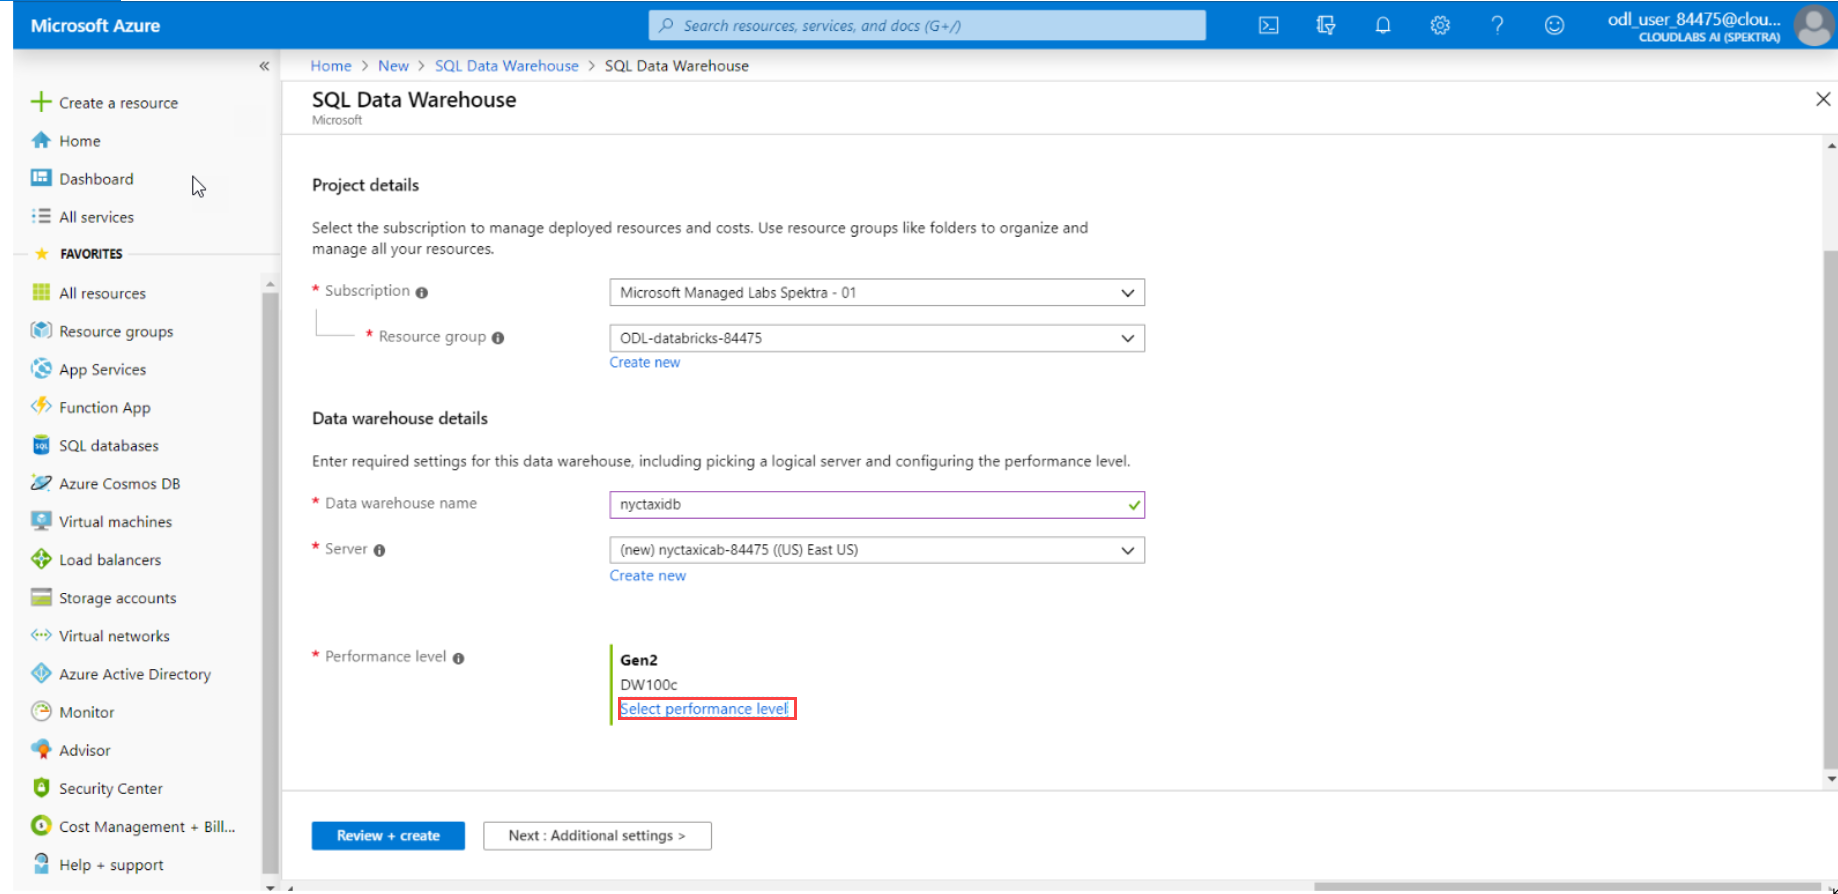 Microsoft Azure
Search resources, services, and docs (G+/)
odl_user_84475@clou...
CLOUDLABS AI (SPEKTRA)
«
Home > New > SQL Data Warehouse > SQL Data Warehouse
Create a resource
Home
Dashboard
All services
FAVORITES
All resources
Resource groups
App Services
Function App
SQL databases
Azure Cosmos DB
Virtual machines
Load balancers
Storage accounts
Virtual networks
Azure Active Directory
Monitor
Advisor
Security Center
Cost Management + Bill...
Help + support
SQL Data Warehouse
Microsoft
Project details
Select the subscription to manage deployed resources and costs. Use resource groups like folders to organize and
manage all your resources.
* Subscription
Microsoft Managed Labs Spektra - 01
* Resource group
ODL-databricks-84475
Create new
Data warehouse details
Enter required settings for this data warehouse, including picking a logical server and configuring the performance level.
* Data warehouse name
nyctaxidb
* Server
(new) nyctaxicab-84475 ((US) East US)
Create new
* Performance level
Gen2
DW100c
Select performance level
Review + create
Next : Additional settings >